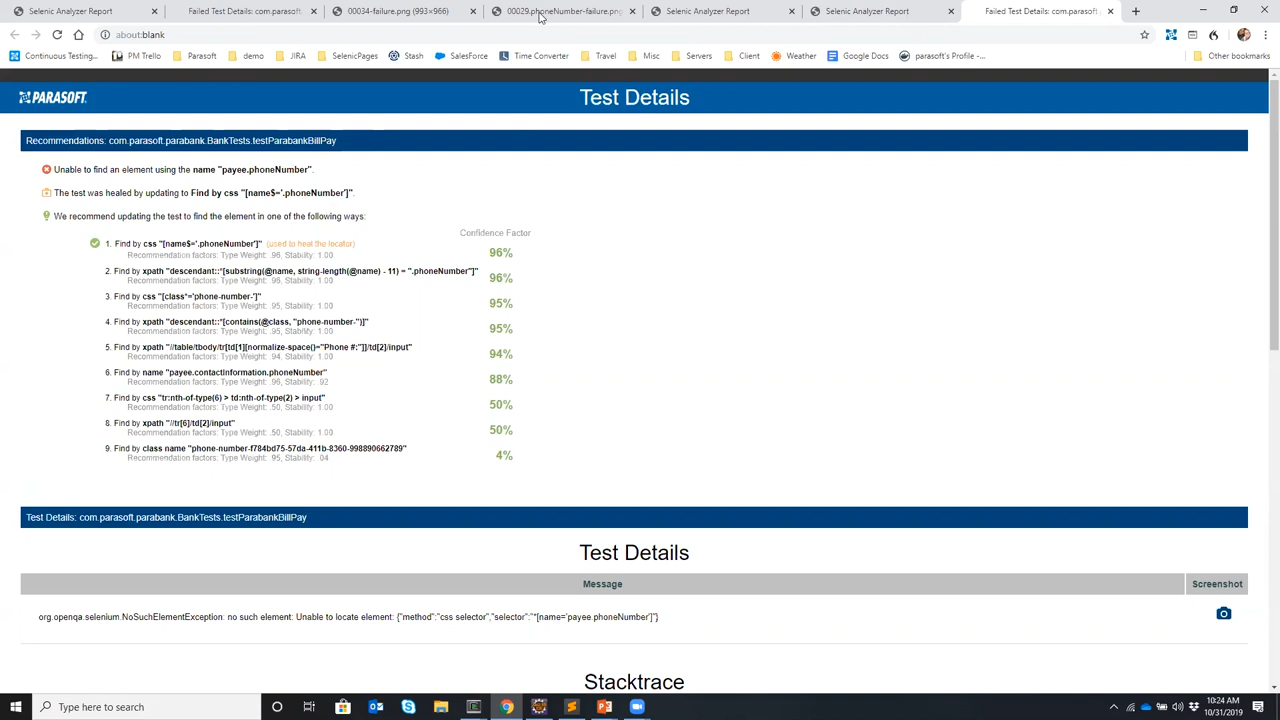 Selenic Astra Report
Failed Test Details: com.parasoft.
00034-failure.png (993×966)
00029.phoneNumber-failure.png
Selenic Astra Report
Selenic Astra Report
Failed Test Details: com.parasoft.
about:blank
Continuous Testing...
PM Trello
Parasoft
demo
JIRA
SelenicPages
Stash
SalesForce
Time Converter
Travel
Misc
Servers
Client
Weather
Google Docs
parasoft's Profile -...
Other bookmarks
PARASOFT
Test Details
Recommendations: com.parasoft.parabank.BankTests.testParabankBillPay
Unable to find an element using the name "payee.phoneNumber".
The test was healed by updating to Find by css "[name$='.phoneNumber']".
We recommend updating the test to find the element in one of the following ways:
Confidence Factor
1. Find by css "[name$='.phoneNumber']" (used to heal the locator)
Recommendation factors: Type Weight: .96, Stability: 1.00
96%
2. Find by xpath "descendant::*[substring(@name, string-length(@name) - 11) = ".phoneNumber"]"
Recommendation factors: Type Weight: .96, Stability: 1.00
96%
3. Find by css "[class*='phone-number-']"
Recommendation factors: Type Weight: .95, Stability: 1.00
95%
4. Find by xpath "descendant::*[contains(@class, "phone-number-")]"
Recommendation factors: Type Weight: .95, Stability: 1.00
95%
5. Find by xpath "//table/tbody/tr[td[1][normalize-space()="Phone #:"]]/td[2]/input"
Recommendation factors: Type Weight: .94, Stability: 1.00
94%
6. Find by name "payee.contactinformation.phoneNumber"
Recommendation factors: Type Weight: .96, Stability: .92
88%
7. Find by css "tr:nth-of-type(6) > td:nth-of-type(2) > input"
Recommendation factors: Type Weight: .50, Stability: 1.00
50%
8. Find by xpath "//tr[6]/td[2]/input"
Recommendation factors: Type Weight: .50, Stability: 1.00
50%
9. Find by class name "phone-number-f784bd75-57da-411b-8360-998890662789"
Recommendation factors: Type Weight: .95, Stability: .04
4%
Test Details: com.parasoft.parabank.BankTests.testParabankBillPay
Test Details
Message
Screenshot
org.openqa.selenium.NoSuchElementException: no such element: Unable to locate element: {"method":"css selector","selector":"*[name='payee.phoneNumber']"}
Stacktrace
Type here to search
10:24 AM
10/31/2019